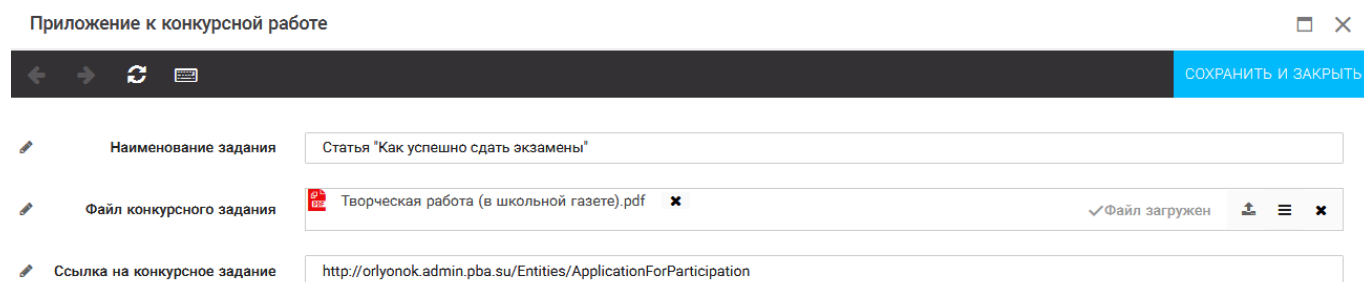 Приложение к конкурсной работе
СОХРАНИТЬ И ЗАКРЫТЬ
Наименование задания Статья "Как успешно сдать экзамены"
Файл конкурсного задания Творческая работа (в школьной газете).pdf Файл загружен
Ссылка на конкурсное задание http://orlyonok.admin.pba.su/Entities/ApplicationForParticipation